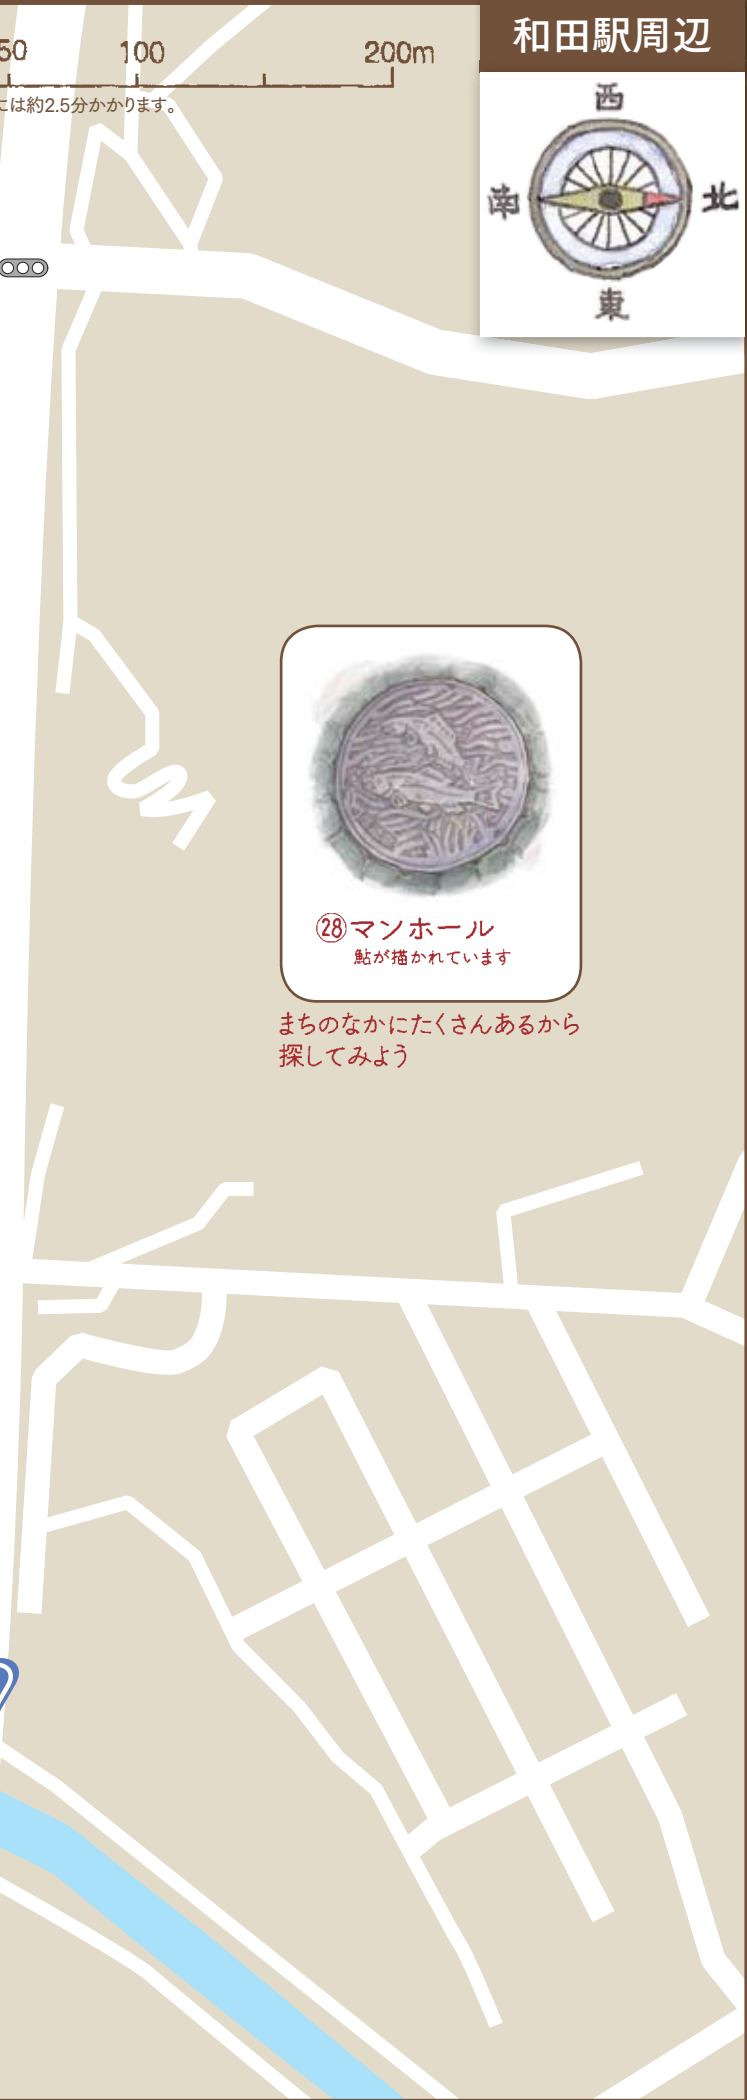 50 100 200m
には約2.5分かかります。
和田駅周辺
西
南
北
東
㉘マンホール
鮎が描かれています
まちのなかにたくさんあるから
探してみよう